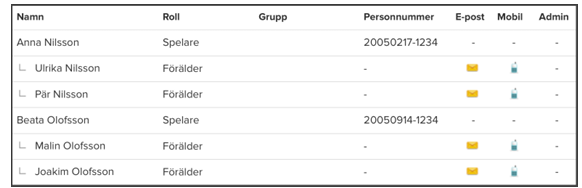 Namn Roll Grupp Personnummer E-post Mobil Admin
Anna Nilsson Spelare 20050217-1234 - - -
Ulrika Nilsson Förälder - -
Pär Nilsson Förälder - -
Beata Olofsson Spelare 20050914-1234 - - -
Malin Olofsson Förälder - -
Joakim Olofsson Förälder - -